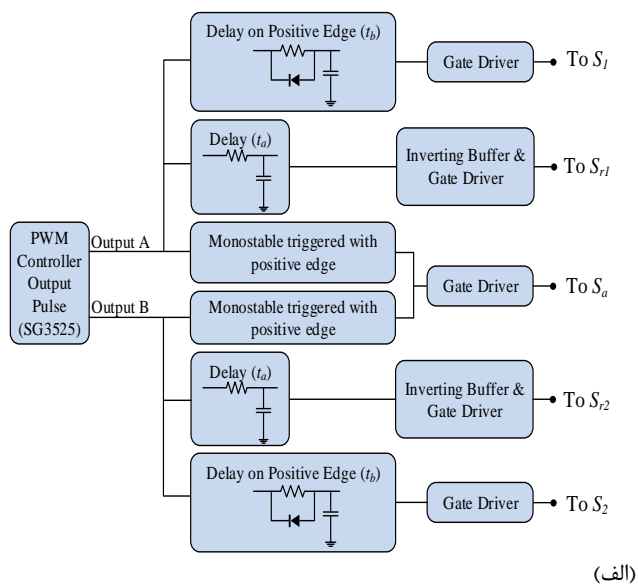 Delay on Positive Edge (tb)
Gate Driver
To S1
Delay (ta)
Inverting Buffer &
Gate Driver
To Sr1
PWM
Controller
Output
Pulse
(SG3525)
Output A
Monostable triggered with
positive edge
Gate Driver
To Sa
Output B
Monostable triggered with
positive edge
Delay (ta)
Inverting Buffer &
Gate Driver
To Sr2
Delay on Positive Edge (tb)
Gate Driver
To S2
(الف)